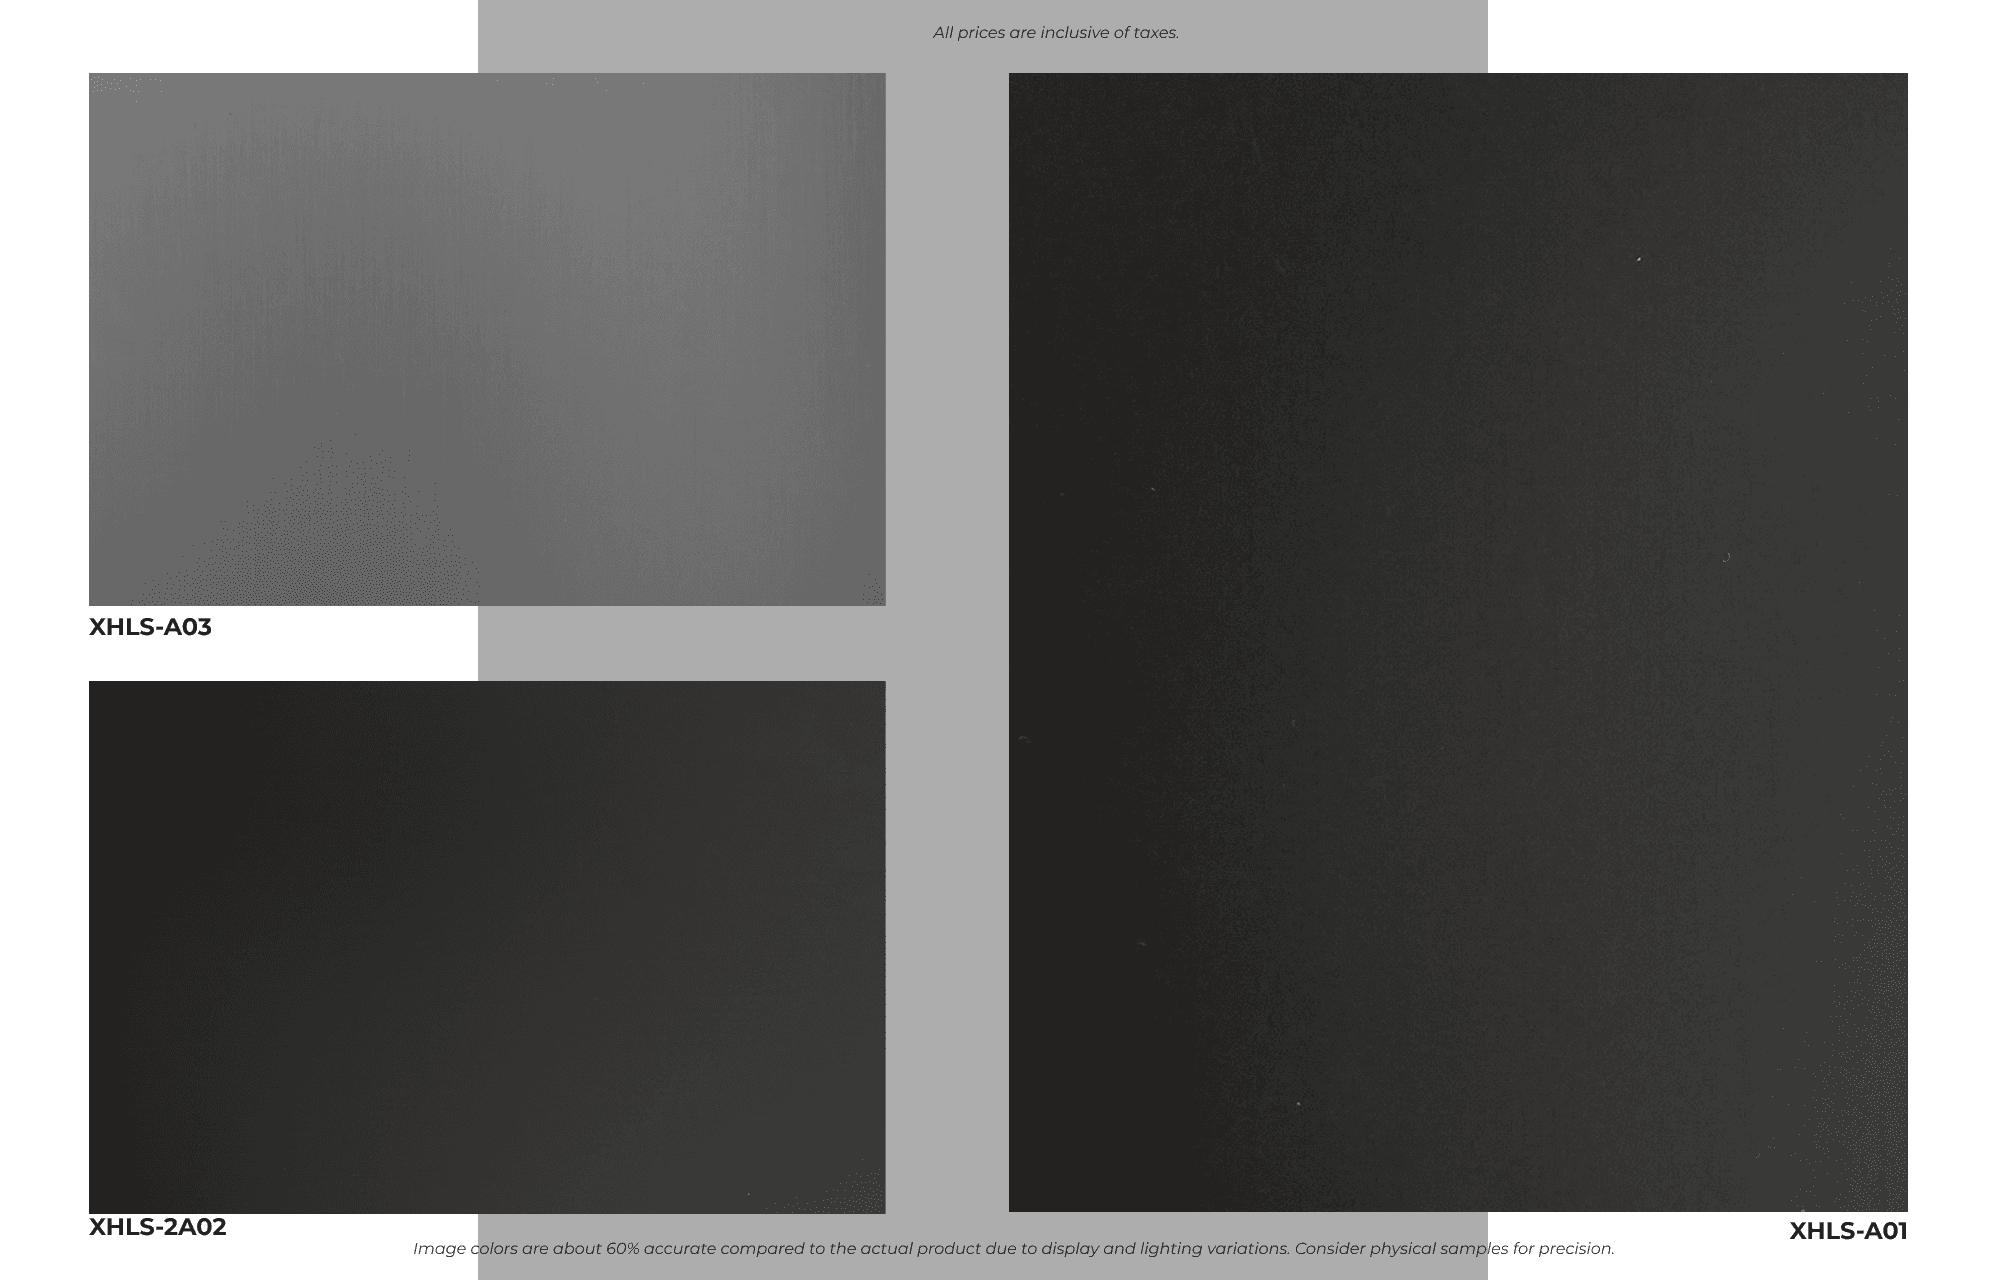 All prices are inclusive of taxes.
XHLS-A03
XHLS-2A02
XHLS-A01
Image colors are about 60% accurate compared to the actual product due to display and lighting variations. Consider physical samples for precision.